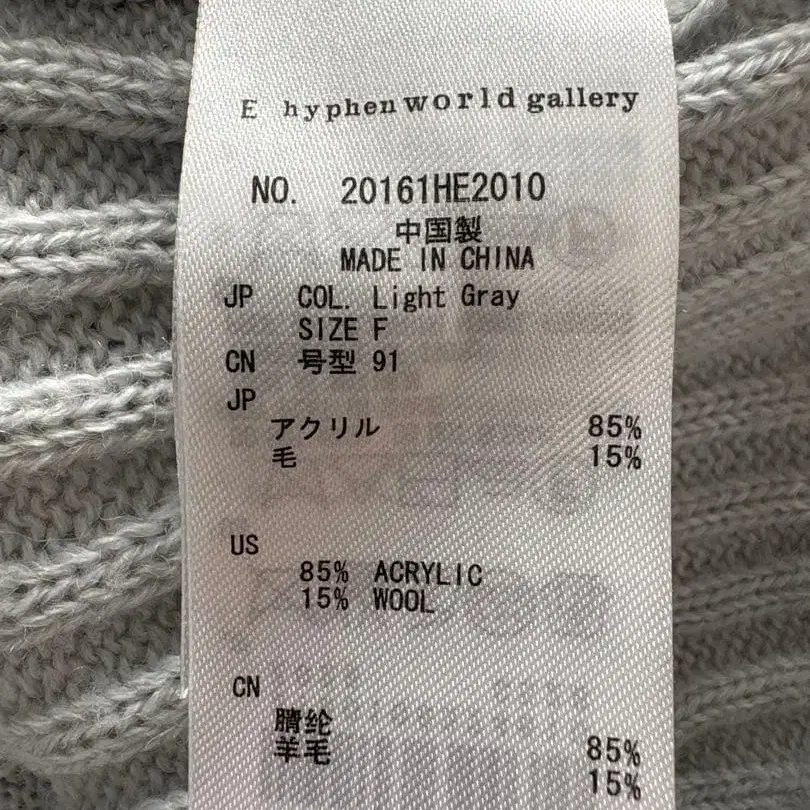 E hyphen world gallery
NO. 20161HE2010
中国製
MADE IN CHINA
JP COL. Light Gray
SIZE F
CN 号型 91
JP
アクリル 85%
毛 15%
US
85% ACRYLIC
15% WOOL
CN
腈纶 85%
羊毛 15%